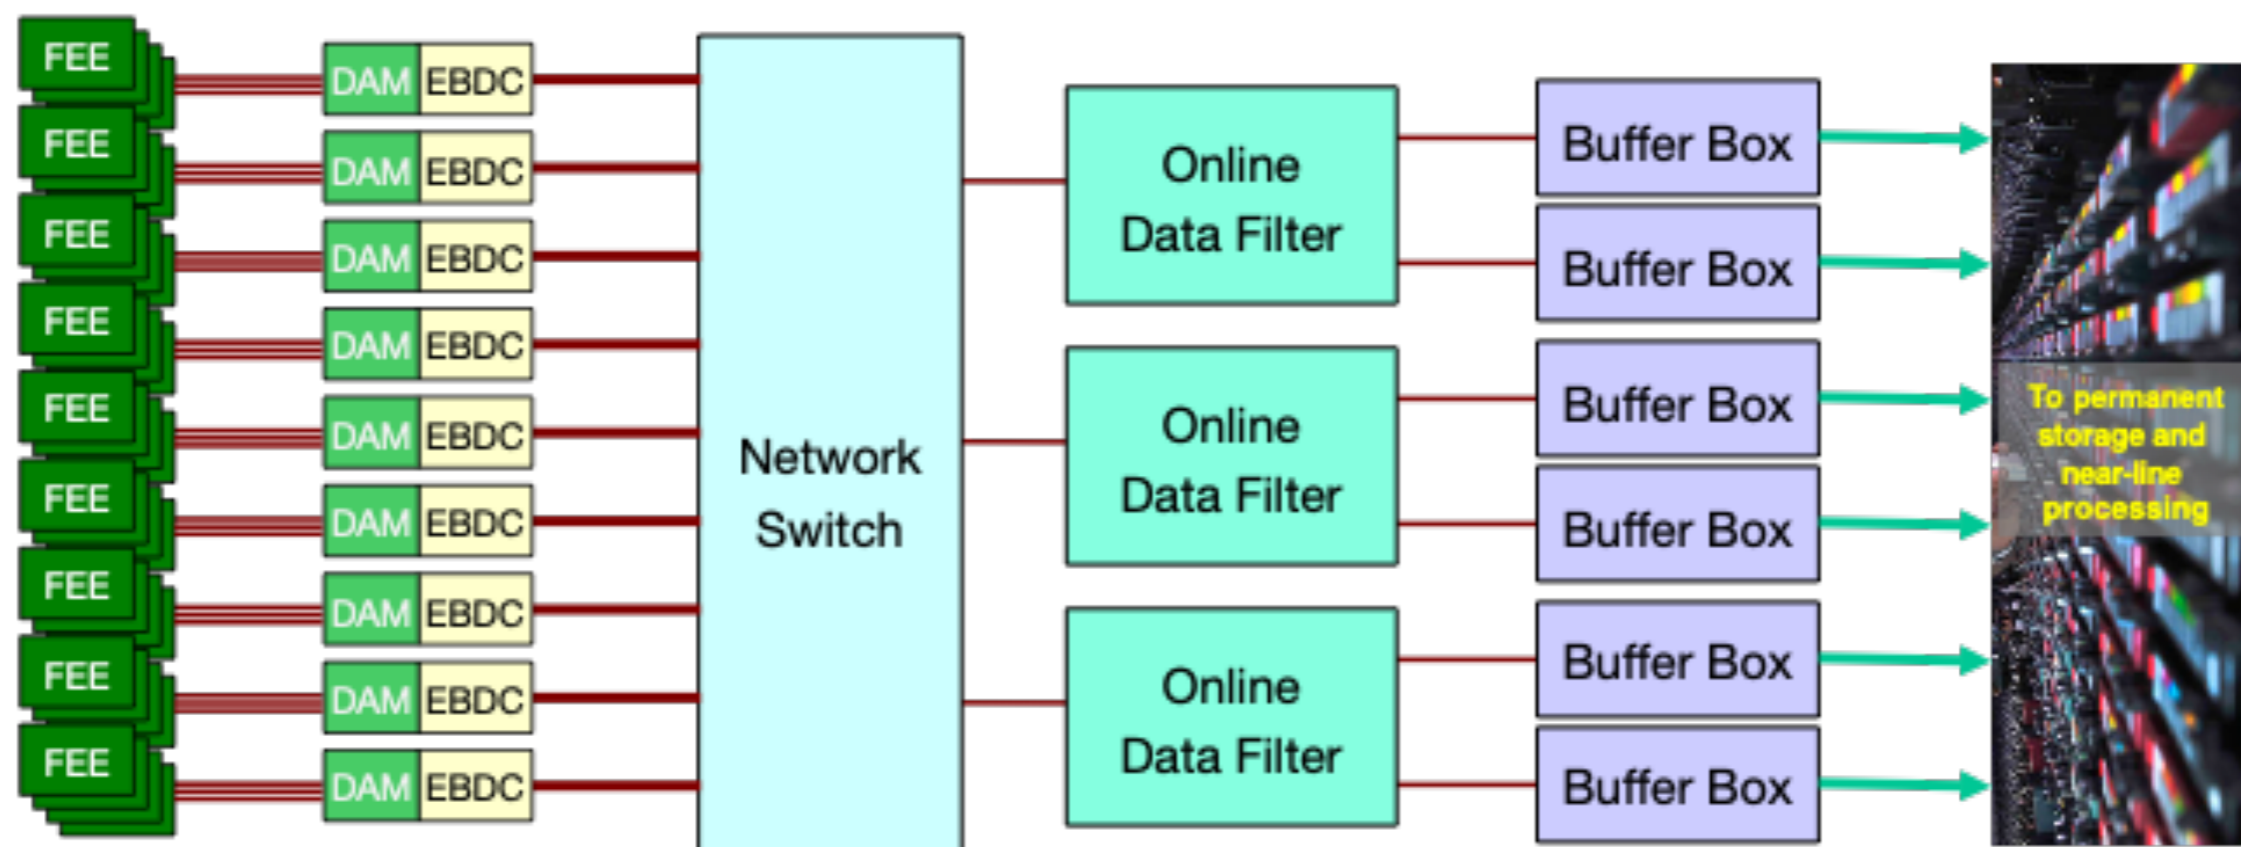 FEE
DAM EBDC
FEE
DAM EBDC
FEE
DAM EBDC
FEE
DAM EBDC
FEE
DAM EBDC
FEE
DAM EBDC
FEE
DAM EBDC
FEE
DAM EBDC
FEE
DAM EBDC
Network
Switch
Online
Data Filter
Online
Data Filter
Online
Data Filter
Buffer Box
Buffer Box
Buffer Box
Buffer Box
Buffer Box
Buffer Box
To permanent
storage and
near-line
processing